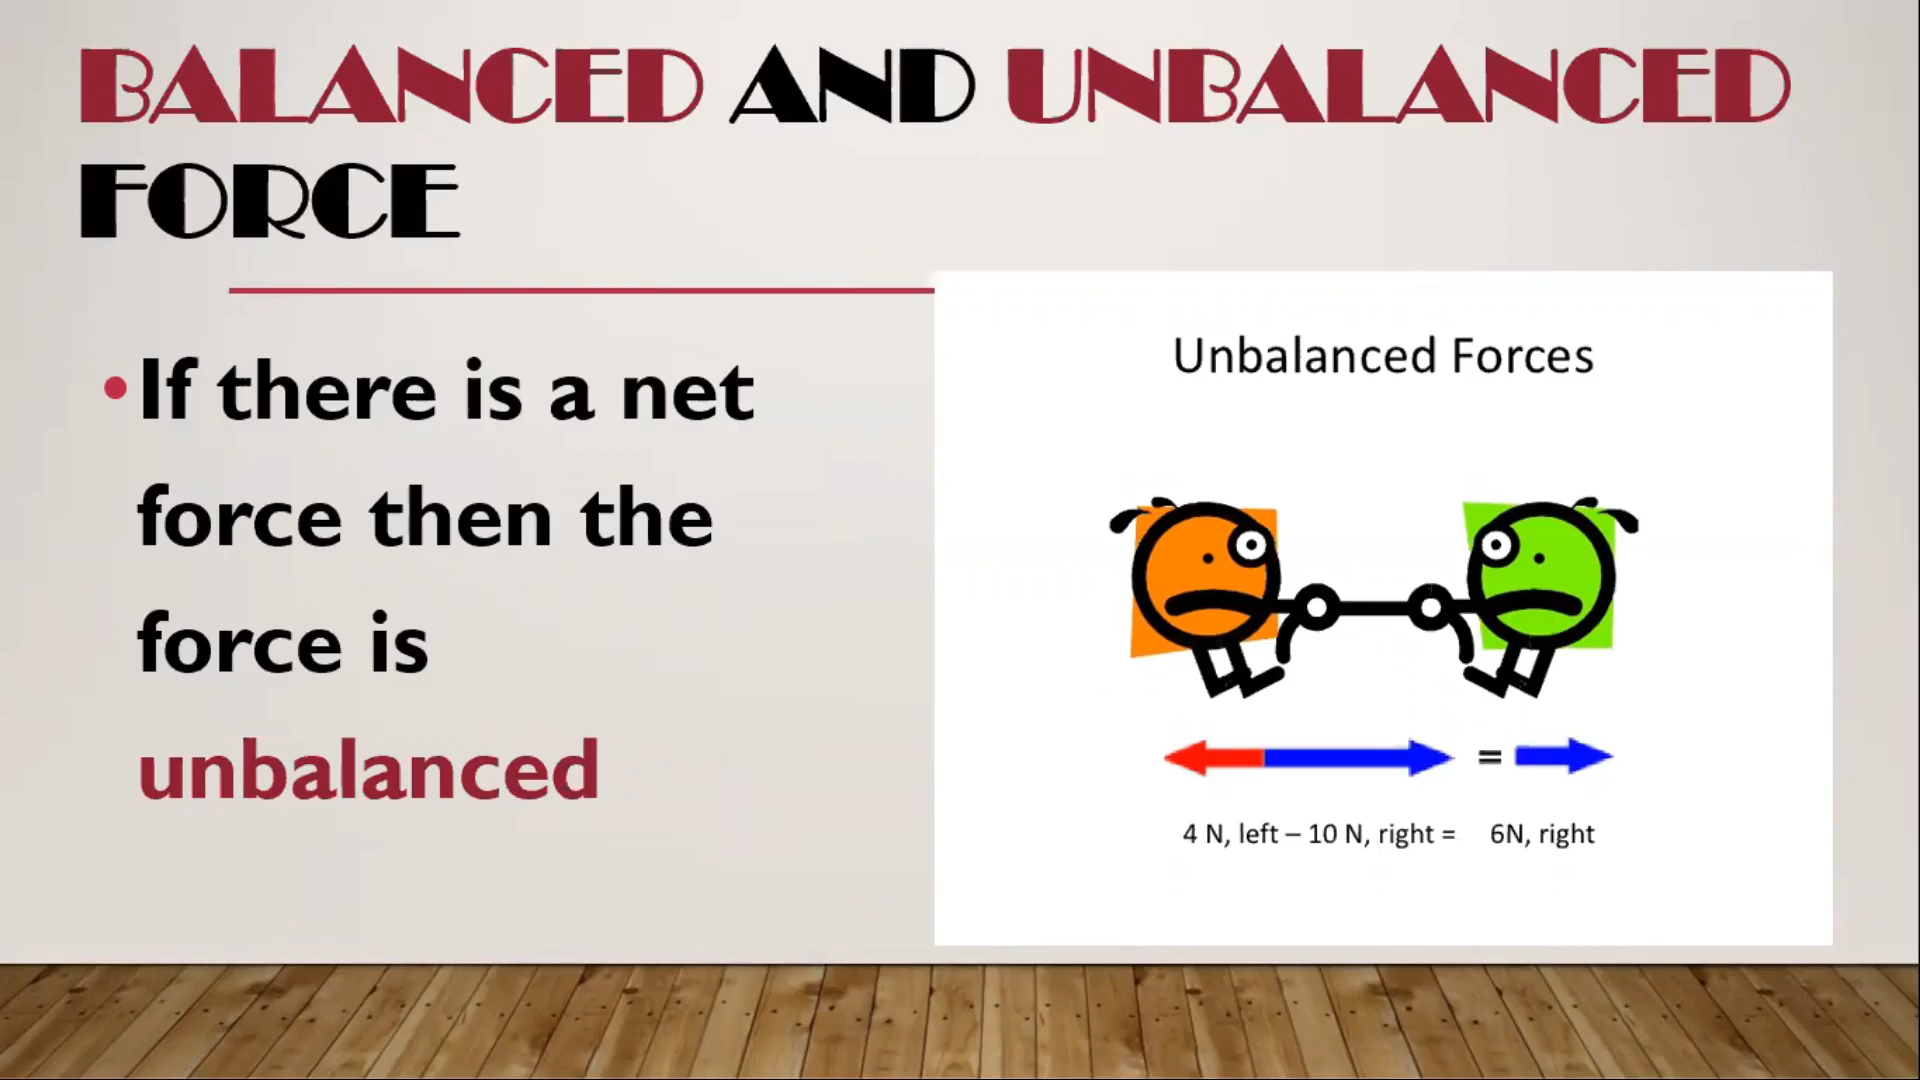 BALANCED AND UNBALANCED
FORCE
•If there is a net
force then the
force is
unbalanced
Unbalanced Forces
=
4 N, left – 10 N, right = 6N, right